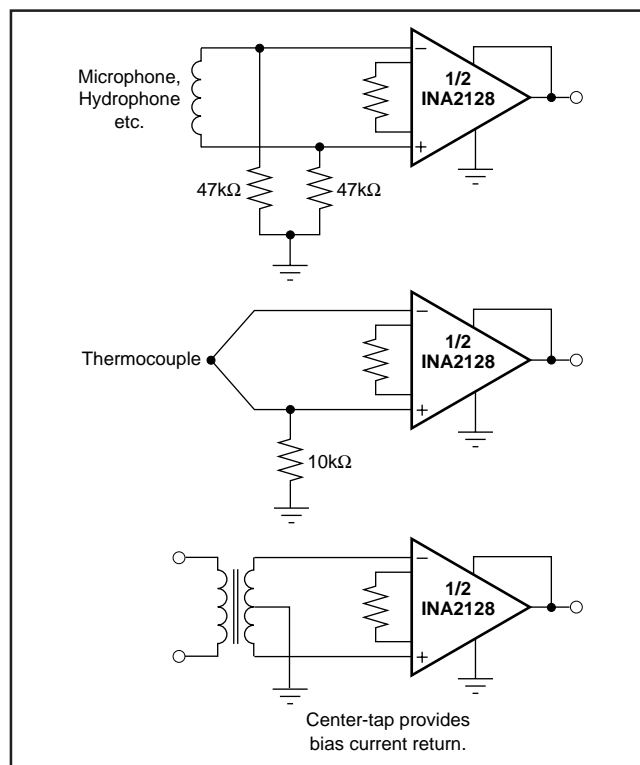 Microphone,
Hydrophone
etc.
−
1/2
INA2128
+
47kΩ
47kΩ
Thermocouple
−
1/2
INA2128
+
10kΩ
−
1/2
INA2128
+
Center-tap provides
bias current return.